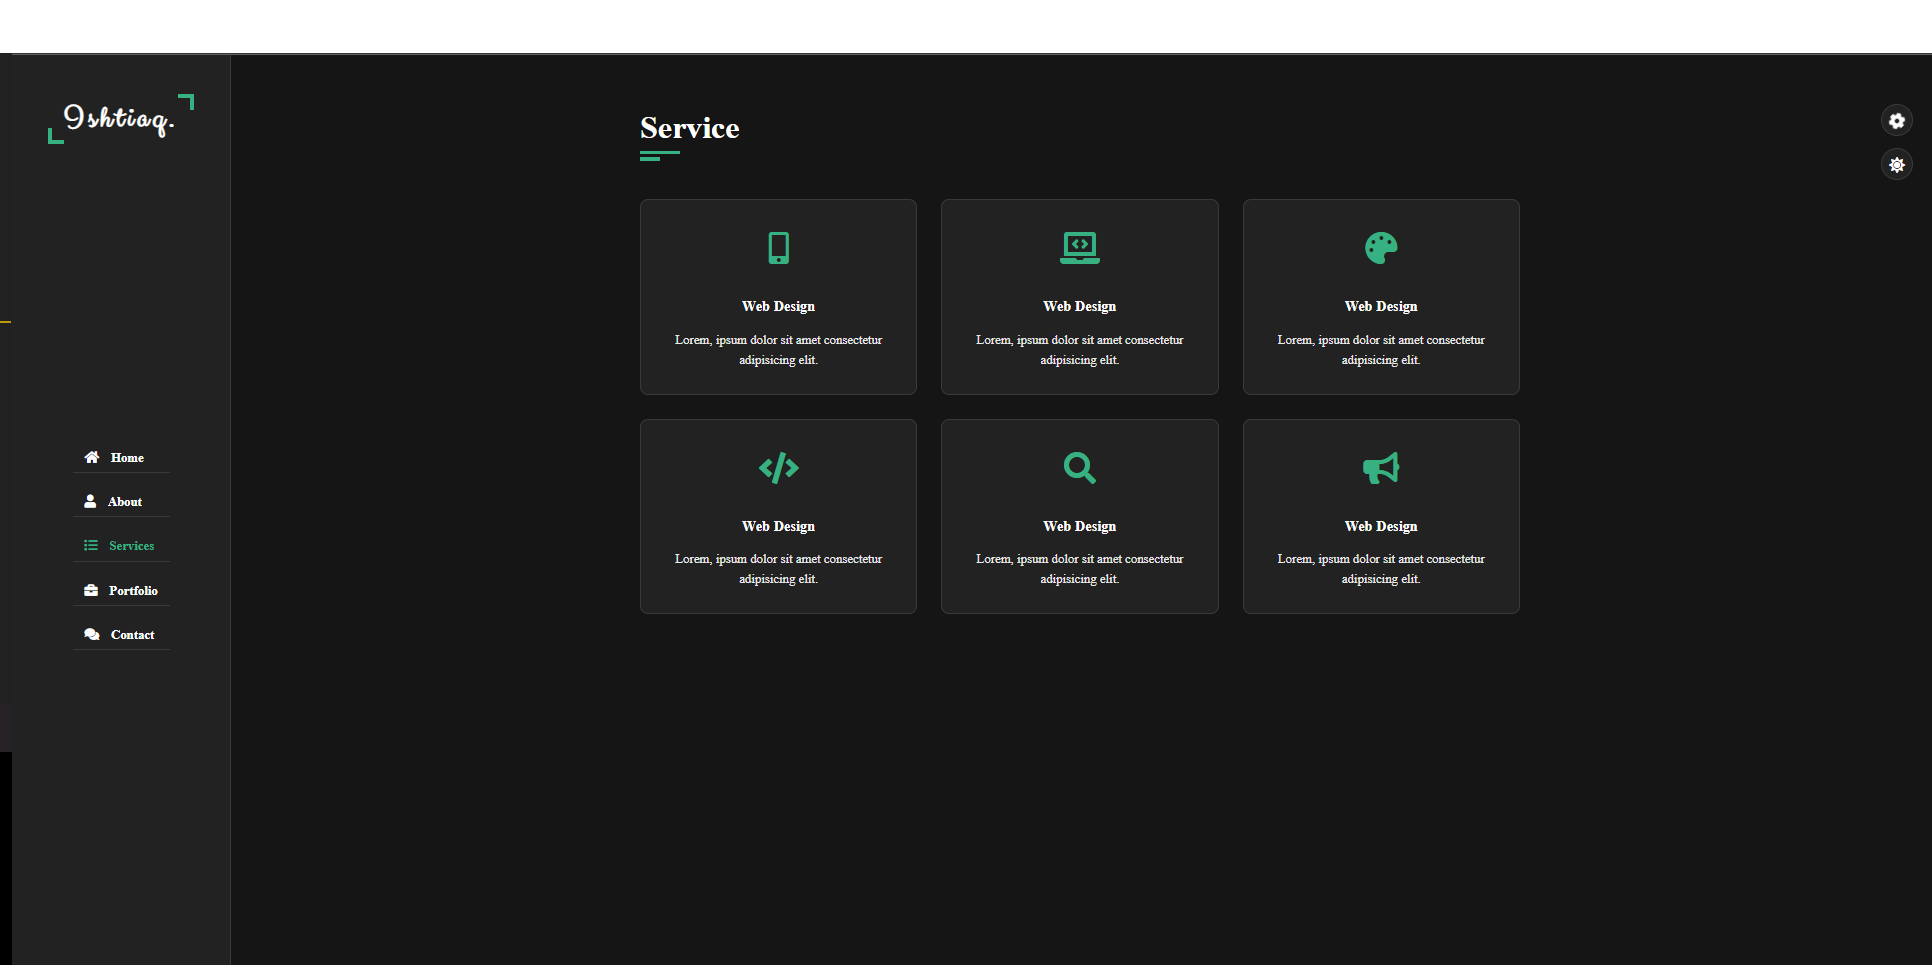 9shtiaq.
Home
About
Services
Portfolio
Contact
Service
Web Design
Lorem, ipsum dolor sit amet consectetur
adipisicing elit.
Web Design
Lorem, ipsum dolor sit amet consectetur
adipisicing elit.
Web Design
Lorem, ipsum dolor sit amet consectetur
adipisicing elit.
Web Design
Lorem, ipsum dolor sit amet consectetur
adipisicing elit.
Web Design
Lorem, ipsum dolor sit amet consectetur
adipisicing elit.
Web Design
Lorem, ipsum dolor sit amet consectetur
adipisicing elit.